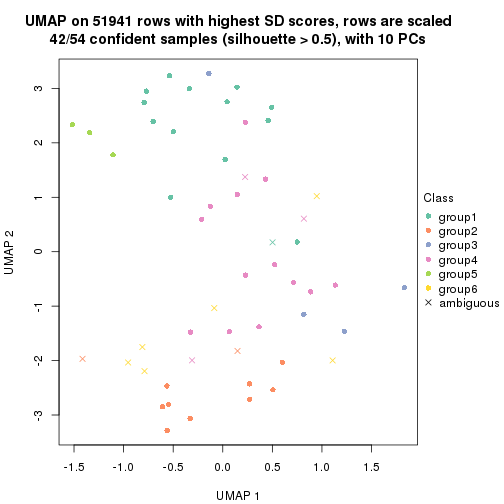 UMAP on 51941 rows with highest SD scores, rows are scaled
42/54 confident samples (silhouette > 0.5), with 10 PCs
UMAP 2
3
2
1
0
-1
-2
-3
-1.5 -1.0 -0.5 0.0 0.5 1.0 1.5
UMAP 1
Class
group1
group2
group3
group4
group5
group6
ambiguous